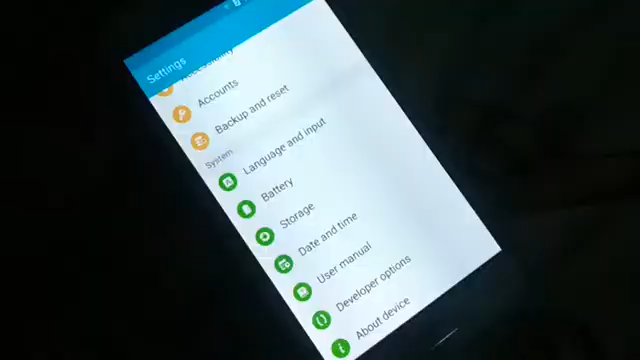 Settings
Accounts
Backup and reset
System
Language and input
Battery
Storage
Date and time
User manual
Developer options
About device